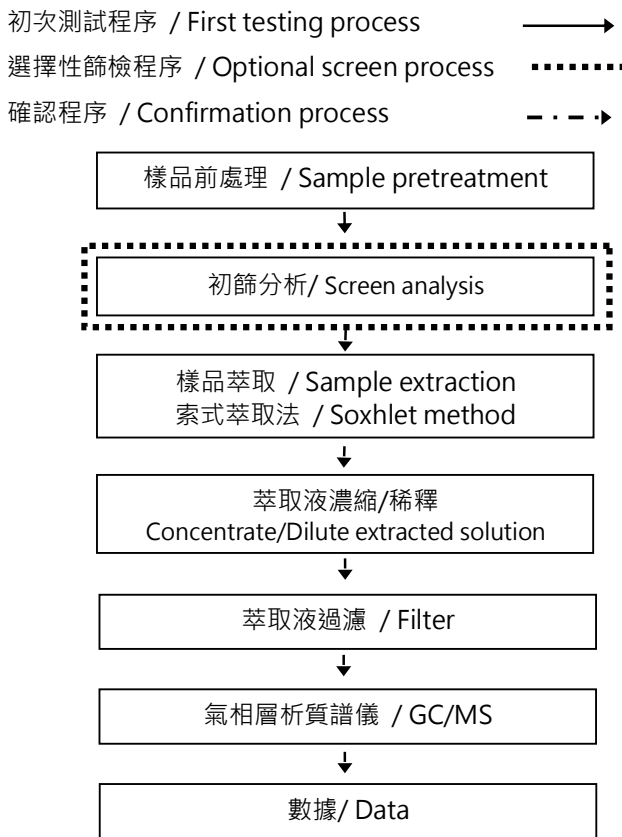 初次測試程序 / First testing process
選擇性篩檢程序 / Optional screen process
確認程序 / Confirmation process
樣品前處理 / Sample pretreatment
初篩分析/ Screen analysis
樣品萃取 / Sample extraction
索式萃取法 / Soxhlet method
萃取液濃縮/稀釋
Concentrate/Dilute extracted solution
萃取液過濾 / Filter
氣相層析質譜儀 / GC/MS
數據/ Data